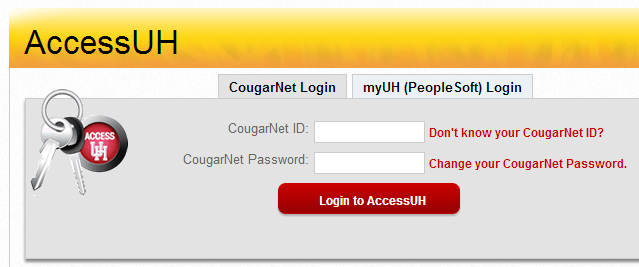 AccessUH
CougarNet Login myUH (PeopleSoft) Login
ACCESS
UH
CougarNet ID: Don't know your CougarNet ID?
CougarNet Password: Change your CougarNet Password.
Login to AccessUH